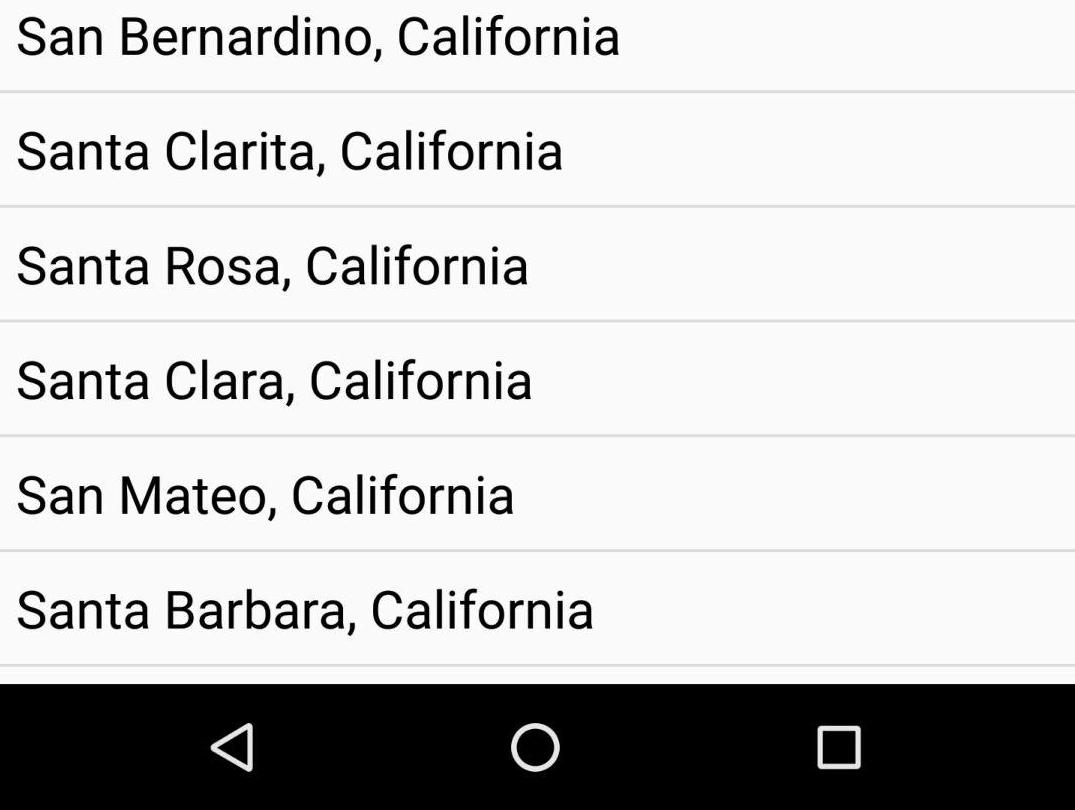 San Bernardino, California
Santa Clarita, California
Santa Rosa, California
Santa Clara, California
San Mateo, California
Santa Barbara, California